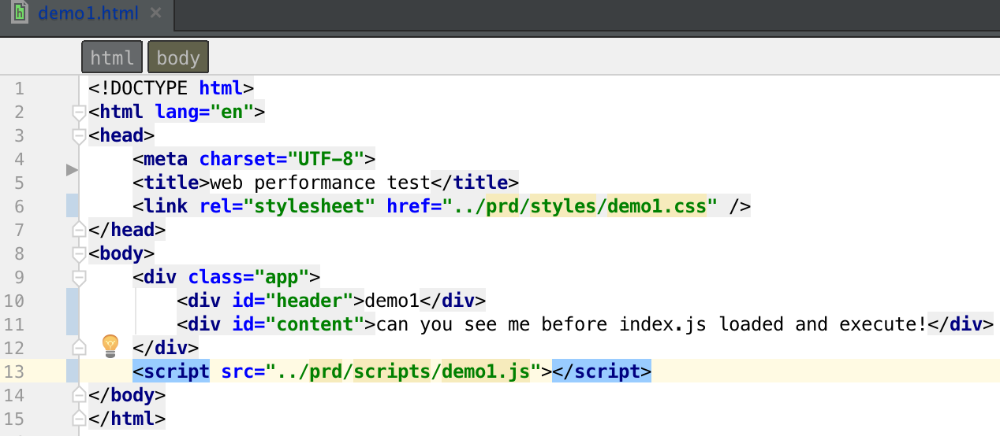 demo1.html
html body
1 <!DOCTYPE html>
2 <html lang="en">
3 <head>
4 <meta charset="UTF-8">
5 <title>web performance test</title>
6 <link rel="stylesheet" href="../prd/styles/demo1.css" />
7 </head>
8 <body>
9 <div class="app">
10 <div id="header">demo1</div>
11 <div id="content">can you see me before index.js loaded and execute!</div>
12 </div>
13 <script src="../prd/scripts/demo1.js"></script>
14 </body>
15 </html>